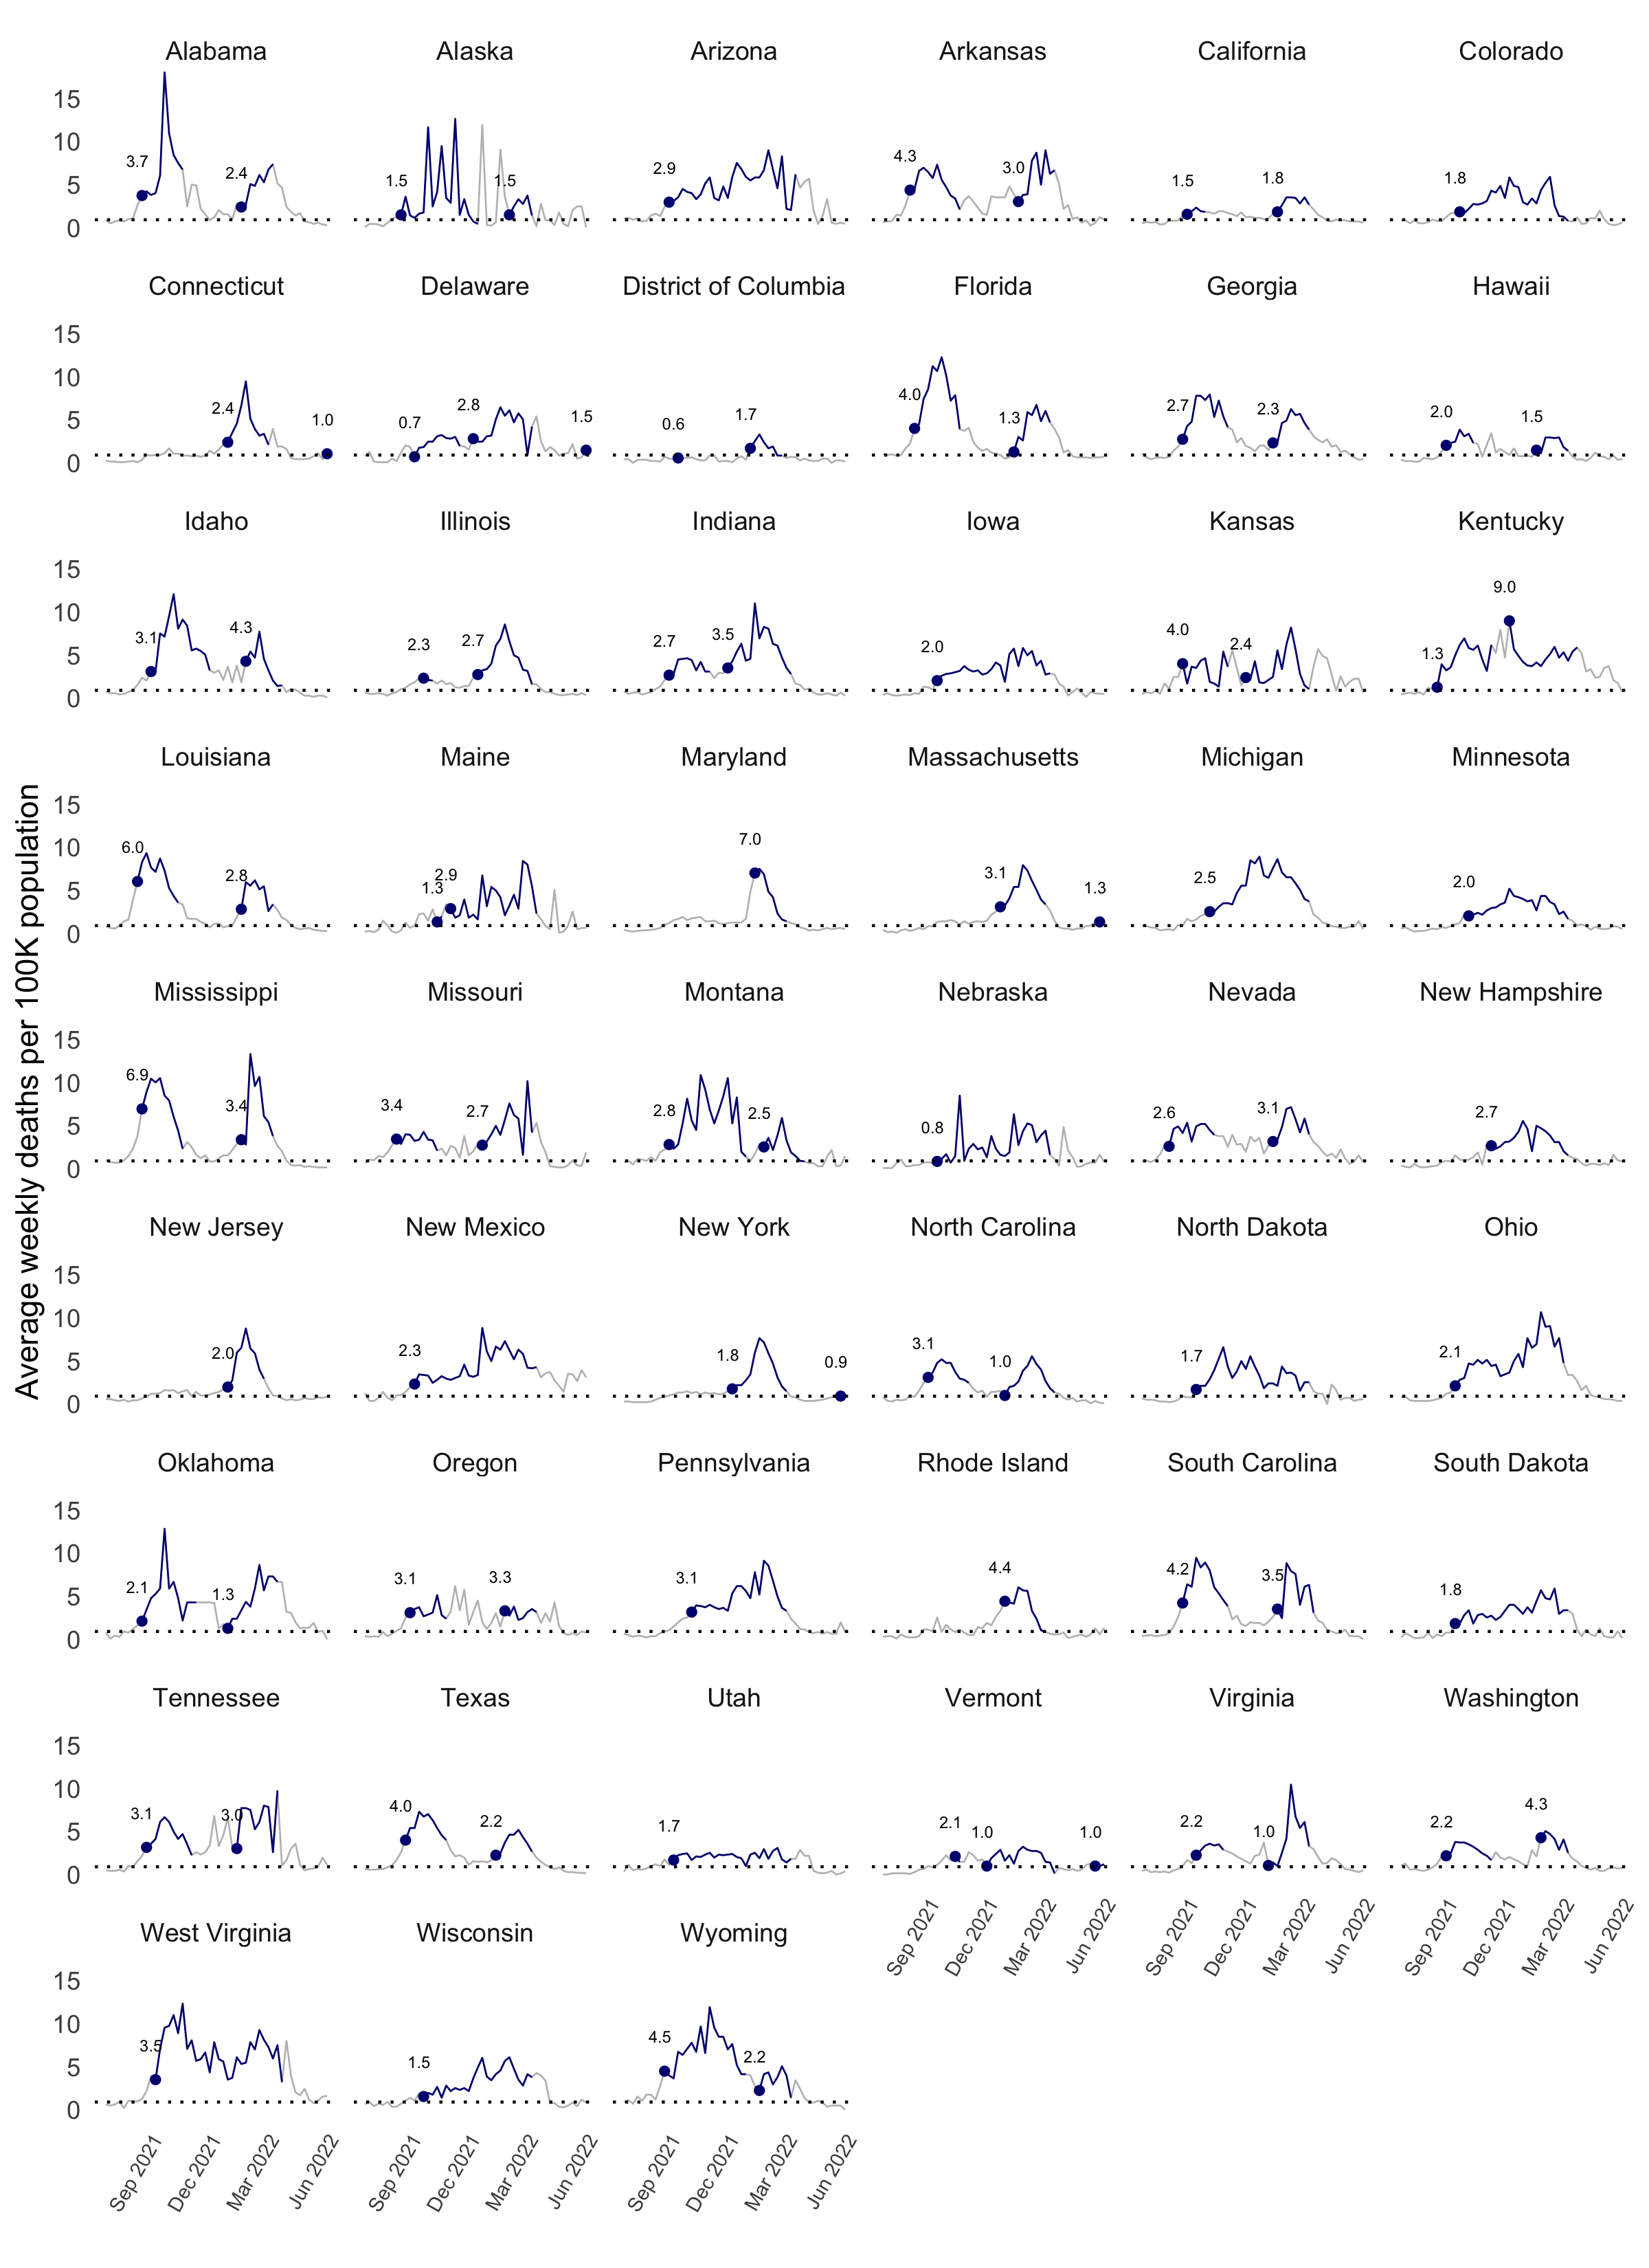 Average weekly deaths per 100K population
Alabama Alaska Arizona Arkansas California Colorado
15
10
5
0
3.7 2.4 1.5 1.5 2.9 4.3 3.0 1.5 1.8 1.8
Connecticut Delaware District of Columbia Florida Georgia Hawaii
15
10
5
0
2.4 1.0 0.7 2.8 1.5 0.6 1.7 4.0 1.3 2.7 2.3 2.0 1.5
Idaho Illinois Indiana Iowa Kansas Kentucky
15
10
5
0
3.1 4.3 2.3 2.7 2.7 3.5 2.0 4.0 2.4 1.3 9.0
Louisiana Maine Maryland Massachusetts Michigan Minnesota
15
10
5
0
6.0 2.8 1.3 2.9 7.0 3.1 1.3 2.5 2.0
Mississippi Missouri Montana Nebraska Nevada New Hampshire
15
10
5
0
6.9 3.4 3.4 2.7 2.8 2.5 0.8 2.6 3.1 2.7
New Jersey New Mexico New York North Carolina North Dakota Ohio
15
10
5
0
2.0 2.3 1.8 0.9 3.1 1.0 1.7 2.1
Oklahoma Oregon Pennsylvania Rhode Island South Carolina South Dakota
15
10
5
0
2.1 1.3 3.1 3.3 3.1 4.4 4.2 3.5 1.8
Tennessee Texas Utah Vermont Virginia Washington
15
10
5
0
3.1 3.0 4.0 2.2 1.7 2.1 1.0 1.0 2.2 1.0 2.2 4.3
Sep 2021 Dec 2021 Mar 2022 Jun 2022 Sep 2021 Dec 2021 Mar 2022 Jun 2022 Sep 2021 Dec 2021 Mar 2022 Jun 2022
West Virginia Wisconsin Wyoming
15
10
5
0
3.5 1.5 4.5 2.2
Sep 2021 Dec 2021 Mar 2022 Jun 2022 Sep 2021 Dec 2021 Mar 2022 Jun 2022 Sep 2021 Dec 2021 Mar 2022 Jun 2022